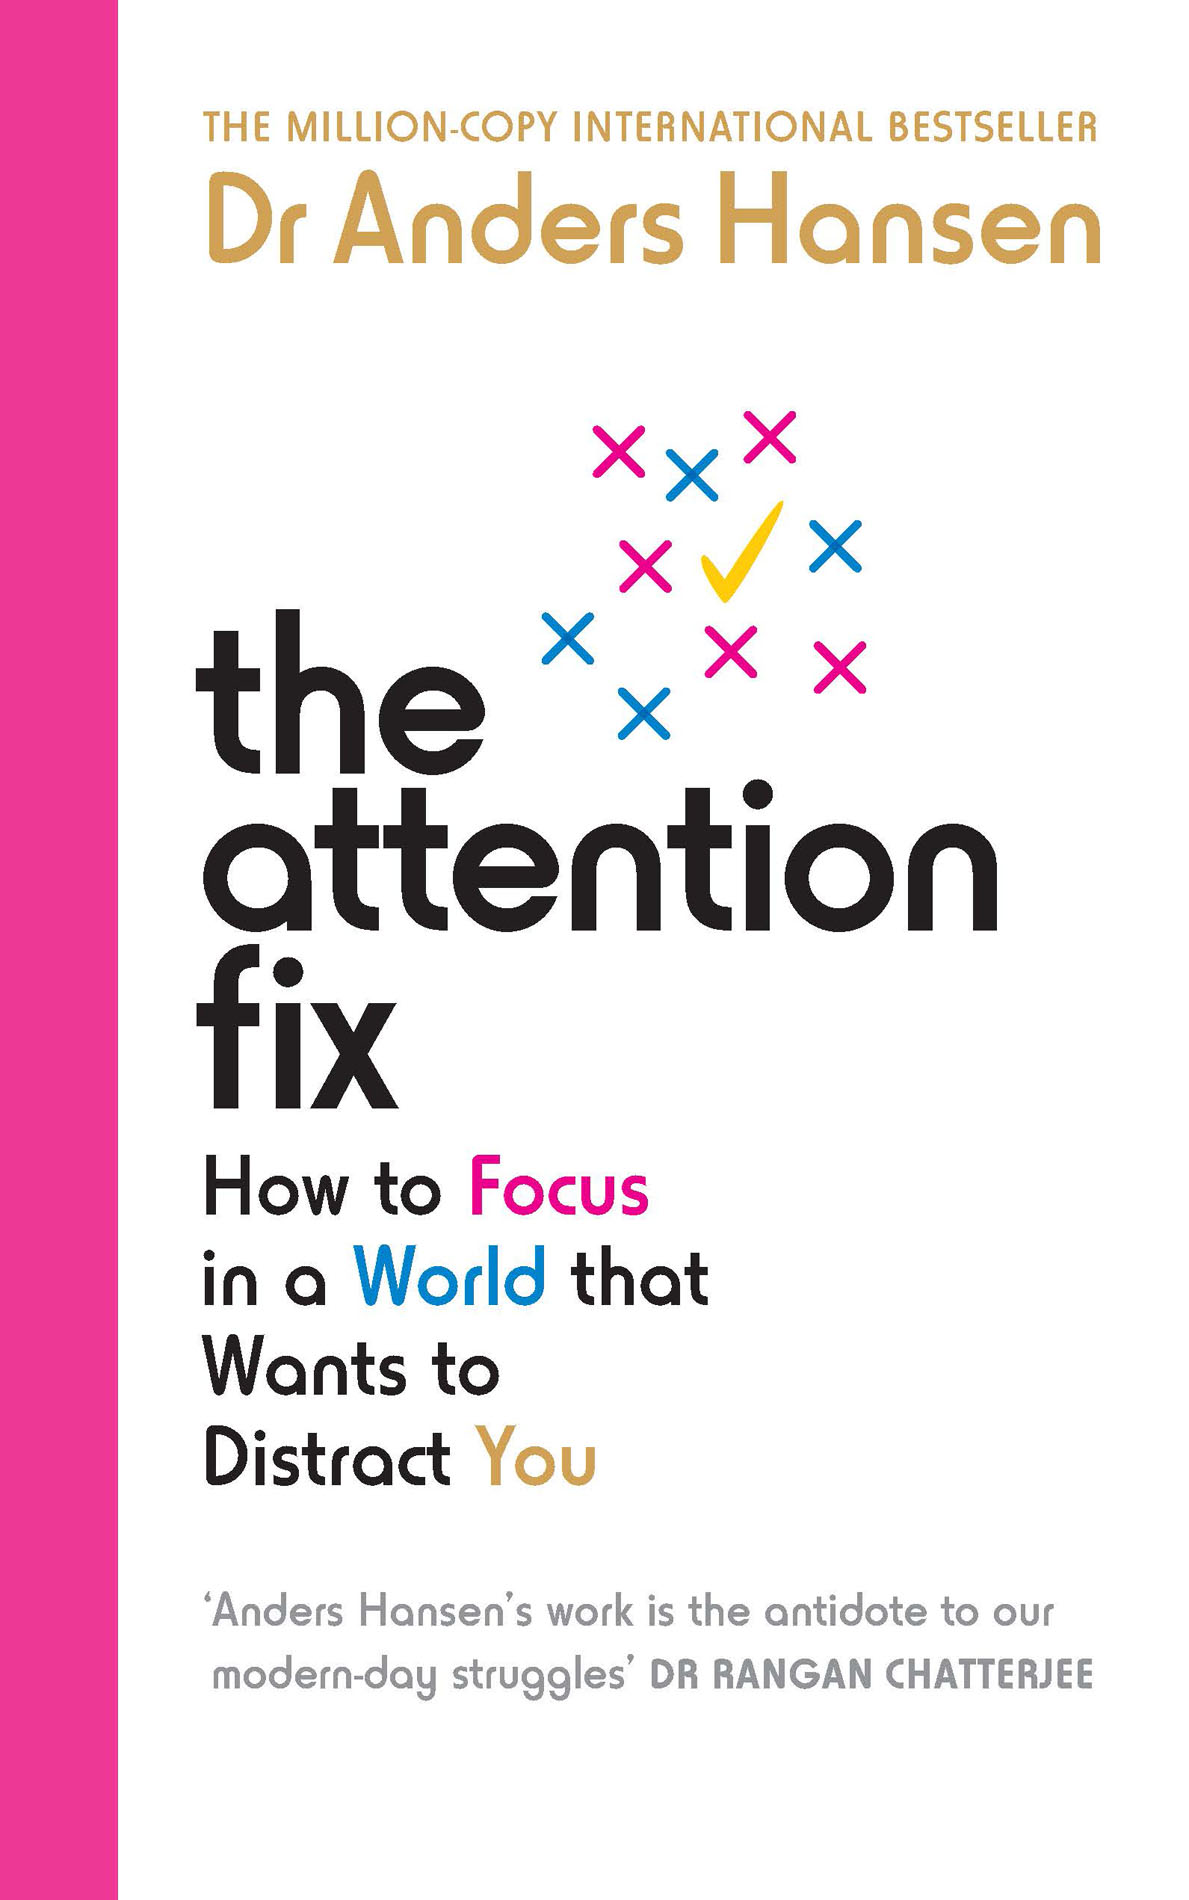 THE MILLION-COPY INTERNATIONAL BESTSELLER
Dr Anders Hansen
the
attention
fix
How to Focus
in a World that
Wants to
Distract You
‘Anders Hansen’s work is the antidote to our
modern-day struggles’ DR RANGAN CHATTERJEE